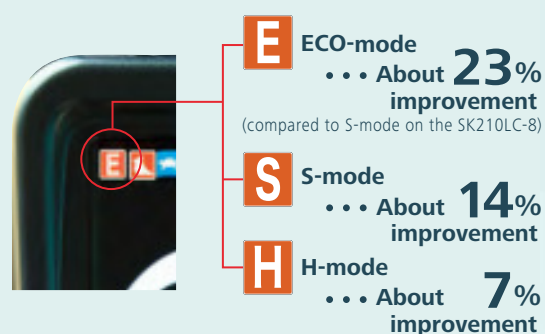 E
E ECO-mode
• • • About 23%
improvement
(compared to S-mode on the SK210LC-8)
S S-mode
• • • About 14%
improvement
H H-mode
• • • About 7%
improvement